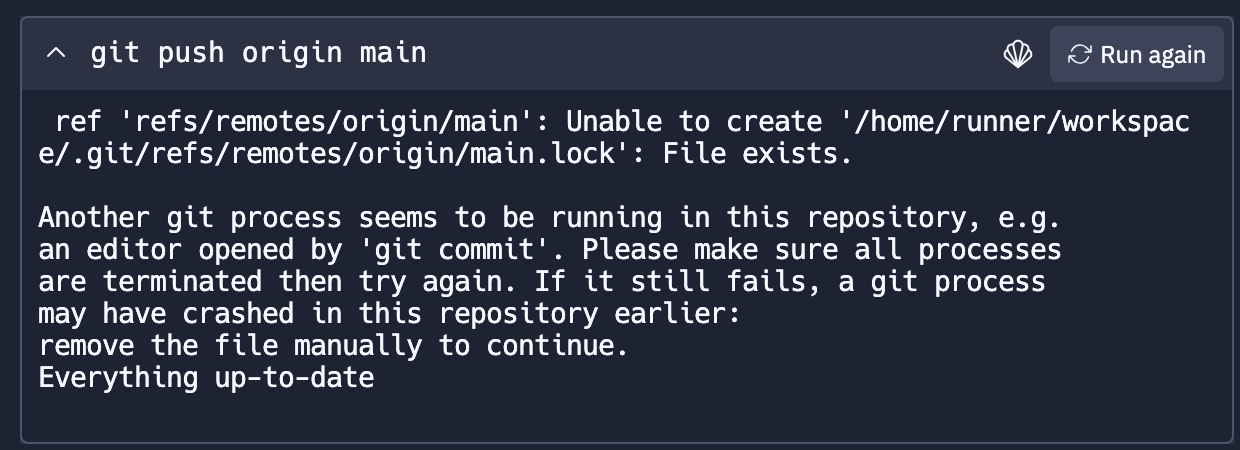 git push origin main
Run again
ref 'refs/remotes/origin/main': Unable to create '/home/runner/workspac
e/.git/refs/remotes/origin/main.lock': File exists.
Another git process seems to be running in this repository, e.g.
an editor opened by 'git commit'. Please make sure all processes
are terminated then try again. If it still fails, a git process
may have crashed in this repository earlier:
remove the file manually to continue.
Everything up-to-date